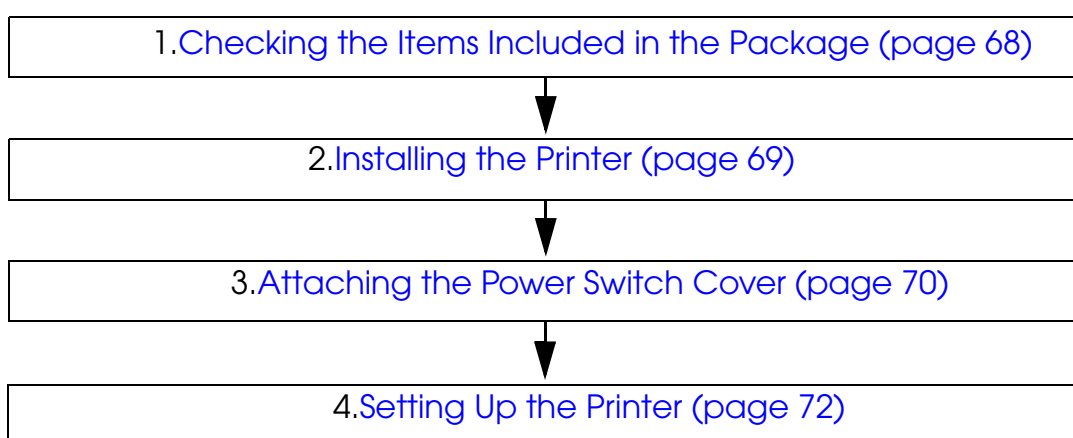 1.Checking the Items Included in the Package (page 68)
2.Installing the Printer (page 69)
3.Attaching the Power Switch Cover (page 70)
4.Setting Up the Printer (page 72)